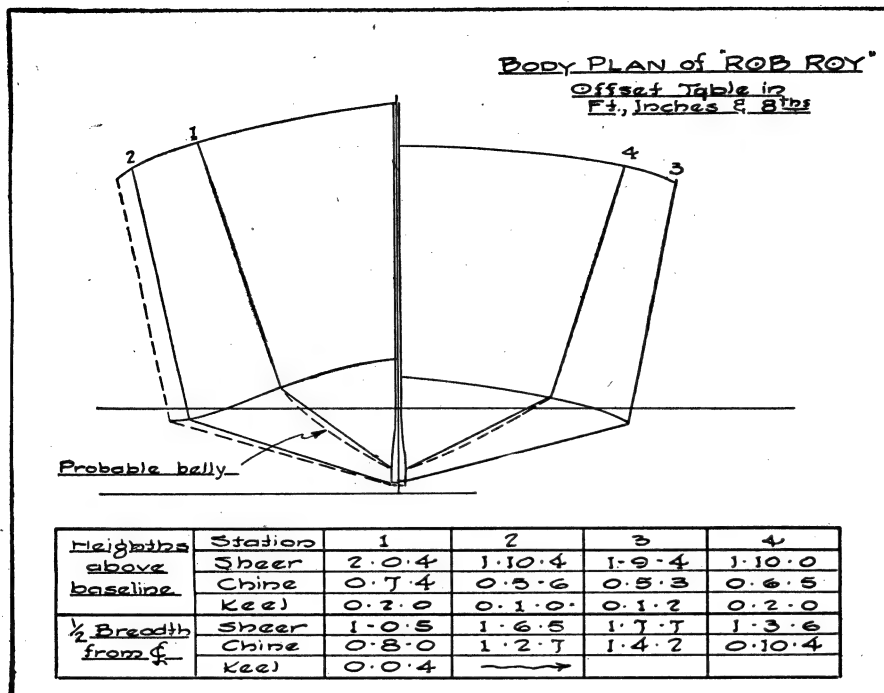 BODY PLAN of "ROB ROY"
Offset Table in
Ft., Inches & 8ths
2 1 4 3
Probable belly
Heighths above baseline
Station 1 2 3 4
Sheer 2·0·4 1·10·4 1-9-4 1·10·0
Chine 0·7·4 0·5·6 0·5·3 0·6·5
Keel 0·2·0 0·1·0 0·1·2 0·2·0
½ Breadth from ℄
Sheer 1-0·5 1·6·5 1·7·7 1·3·6
Chine 0·8·0 1·2·7 1·4·2 0·10·4
Keel 0·0·4